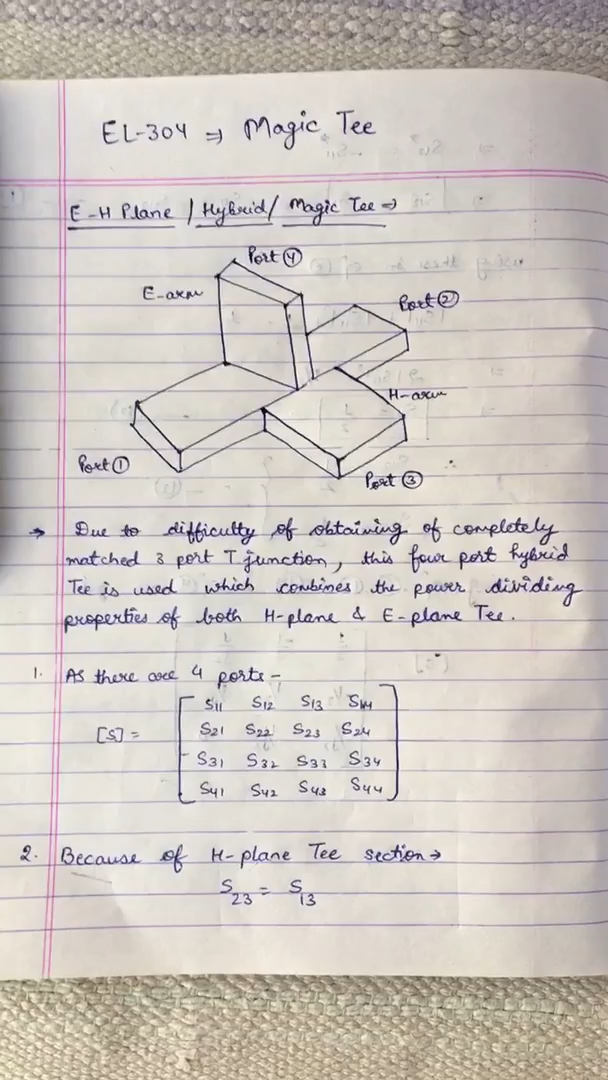 EL-304 ⇒ Magic Tee
E-H Plane / Hybrid / Magic Tee ⇒
Port ④
E-arm
Port ②
H-arm
Port ①
Port ③
→ Due to difficulty of obtaining of completely
matched 3 port T junction, this four port hybrid
Tee is used which combines the power dividing
properties of both H-plane & E-plane Tee.
1. As there are 4 ports -
[S] =
S11 S12 S13 S14
S21 S22 S23 S24
S31 S32 S33 S34
S41 S42 S43 S44
2. Because of H-plane Tee section →
S23 = S13